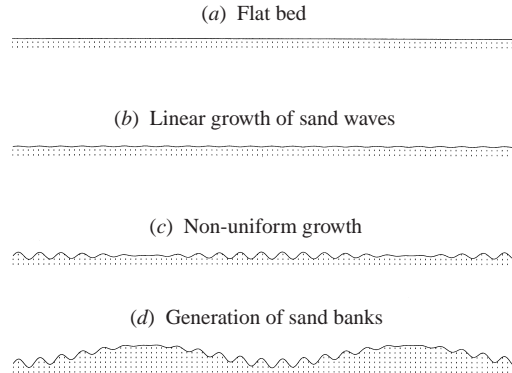 (a) Flat bed
(b) Linear growth of sand waves
(c) Non-uniform growth
(d) Generation of sand banks